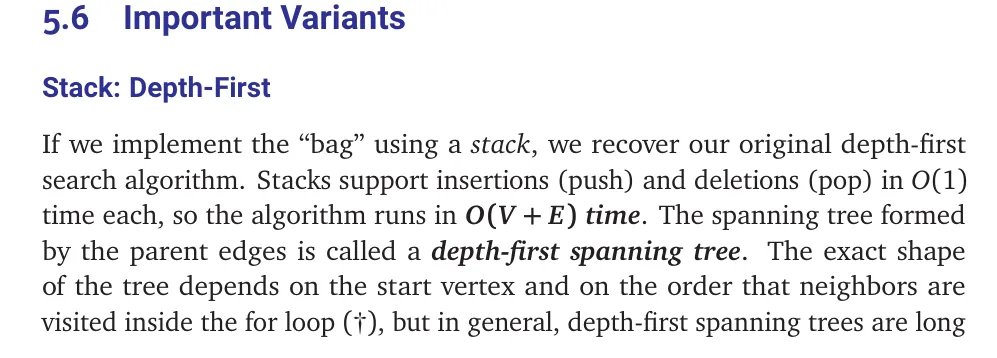 5.6 Important Variants
Stack: Depth-First
If we implement the “bag” using a stack, we recover our original depth-first
search algorithm. Stacks support insertions (push) and deletions (pop) in O(1)
time each, so the algorithm runs in O(V + E) time. The spanning tree formed
by the parent edges is called a depth-first spanning tree. The exact shape
of the tree depends on the start vertex and on the order that neighbors are
visited inside the for loop (†), but in general, depth-first spanning trees are long